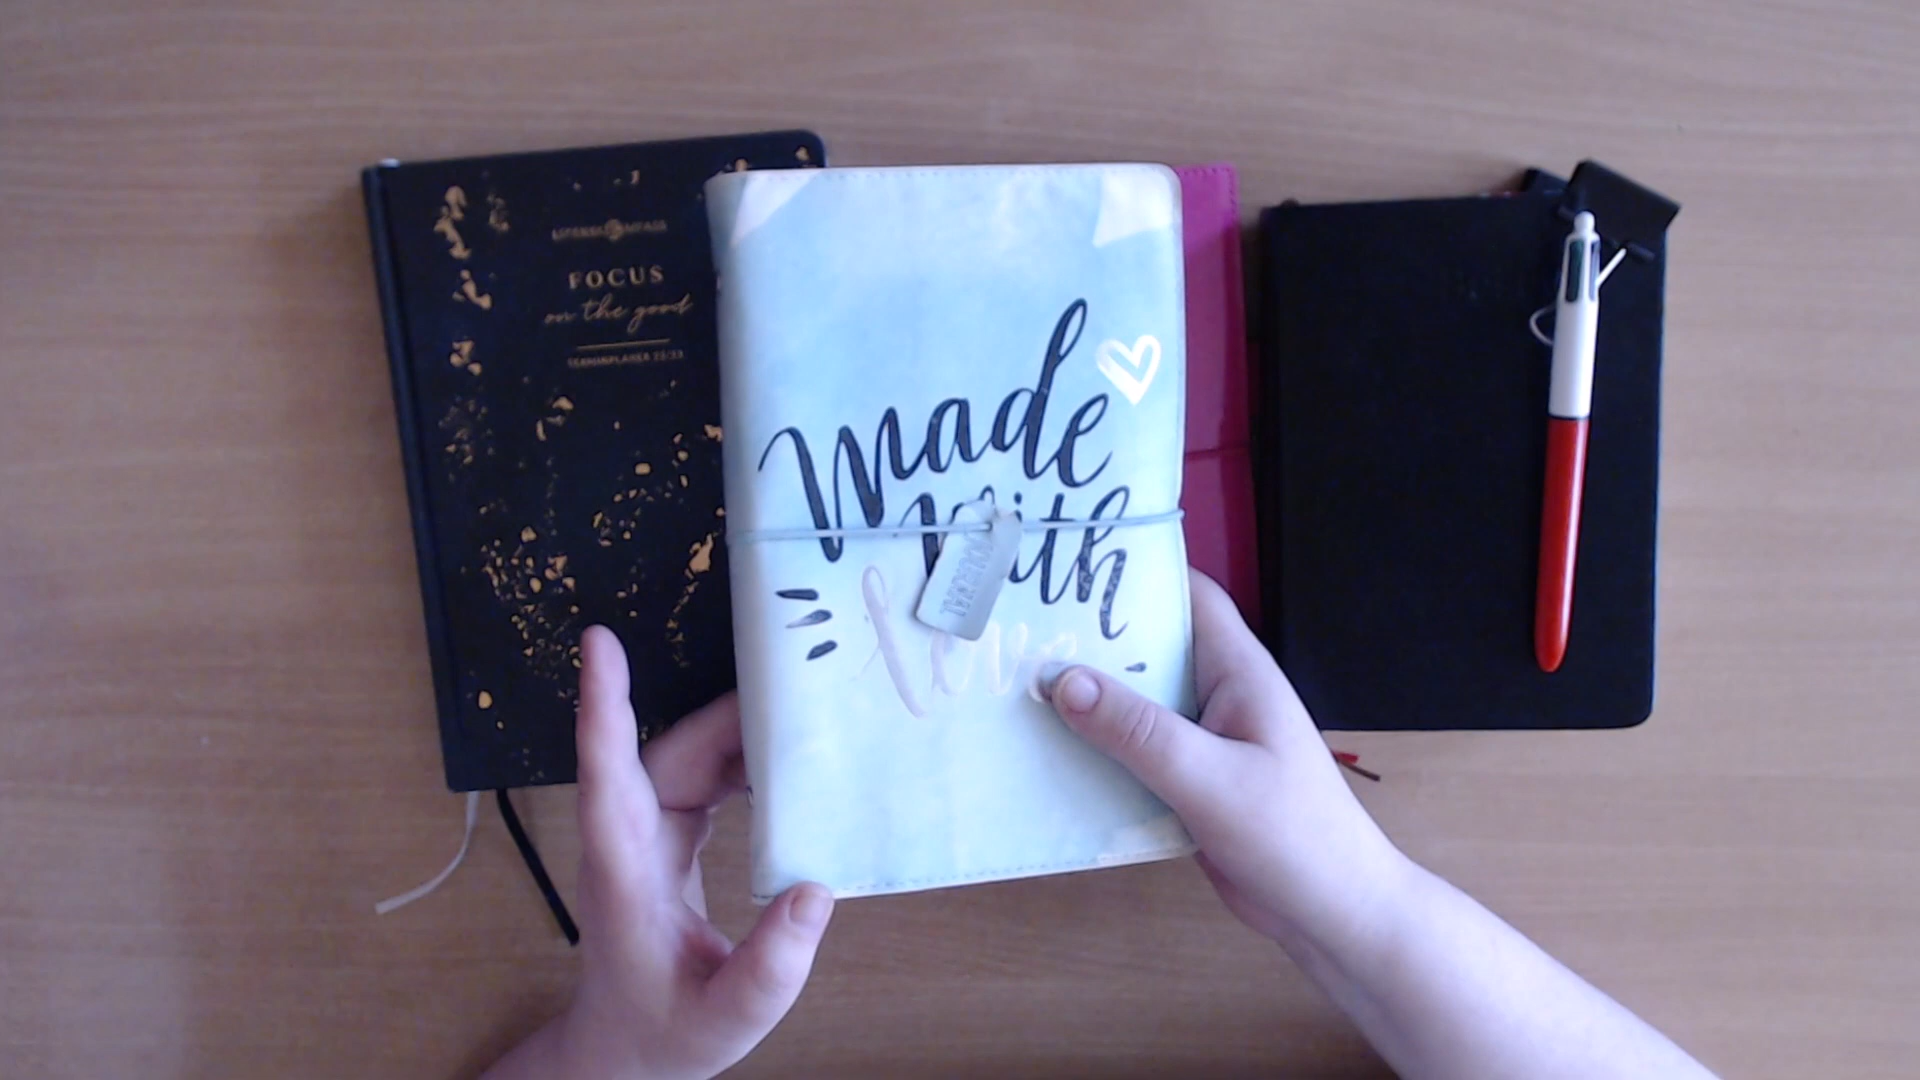 FOCUS
on the good
TERMINPLANER 22/23
made
with
love